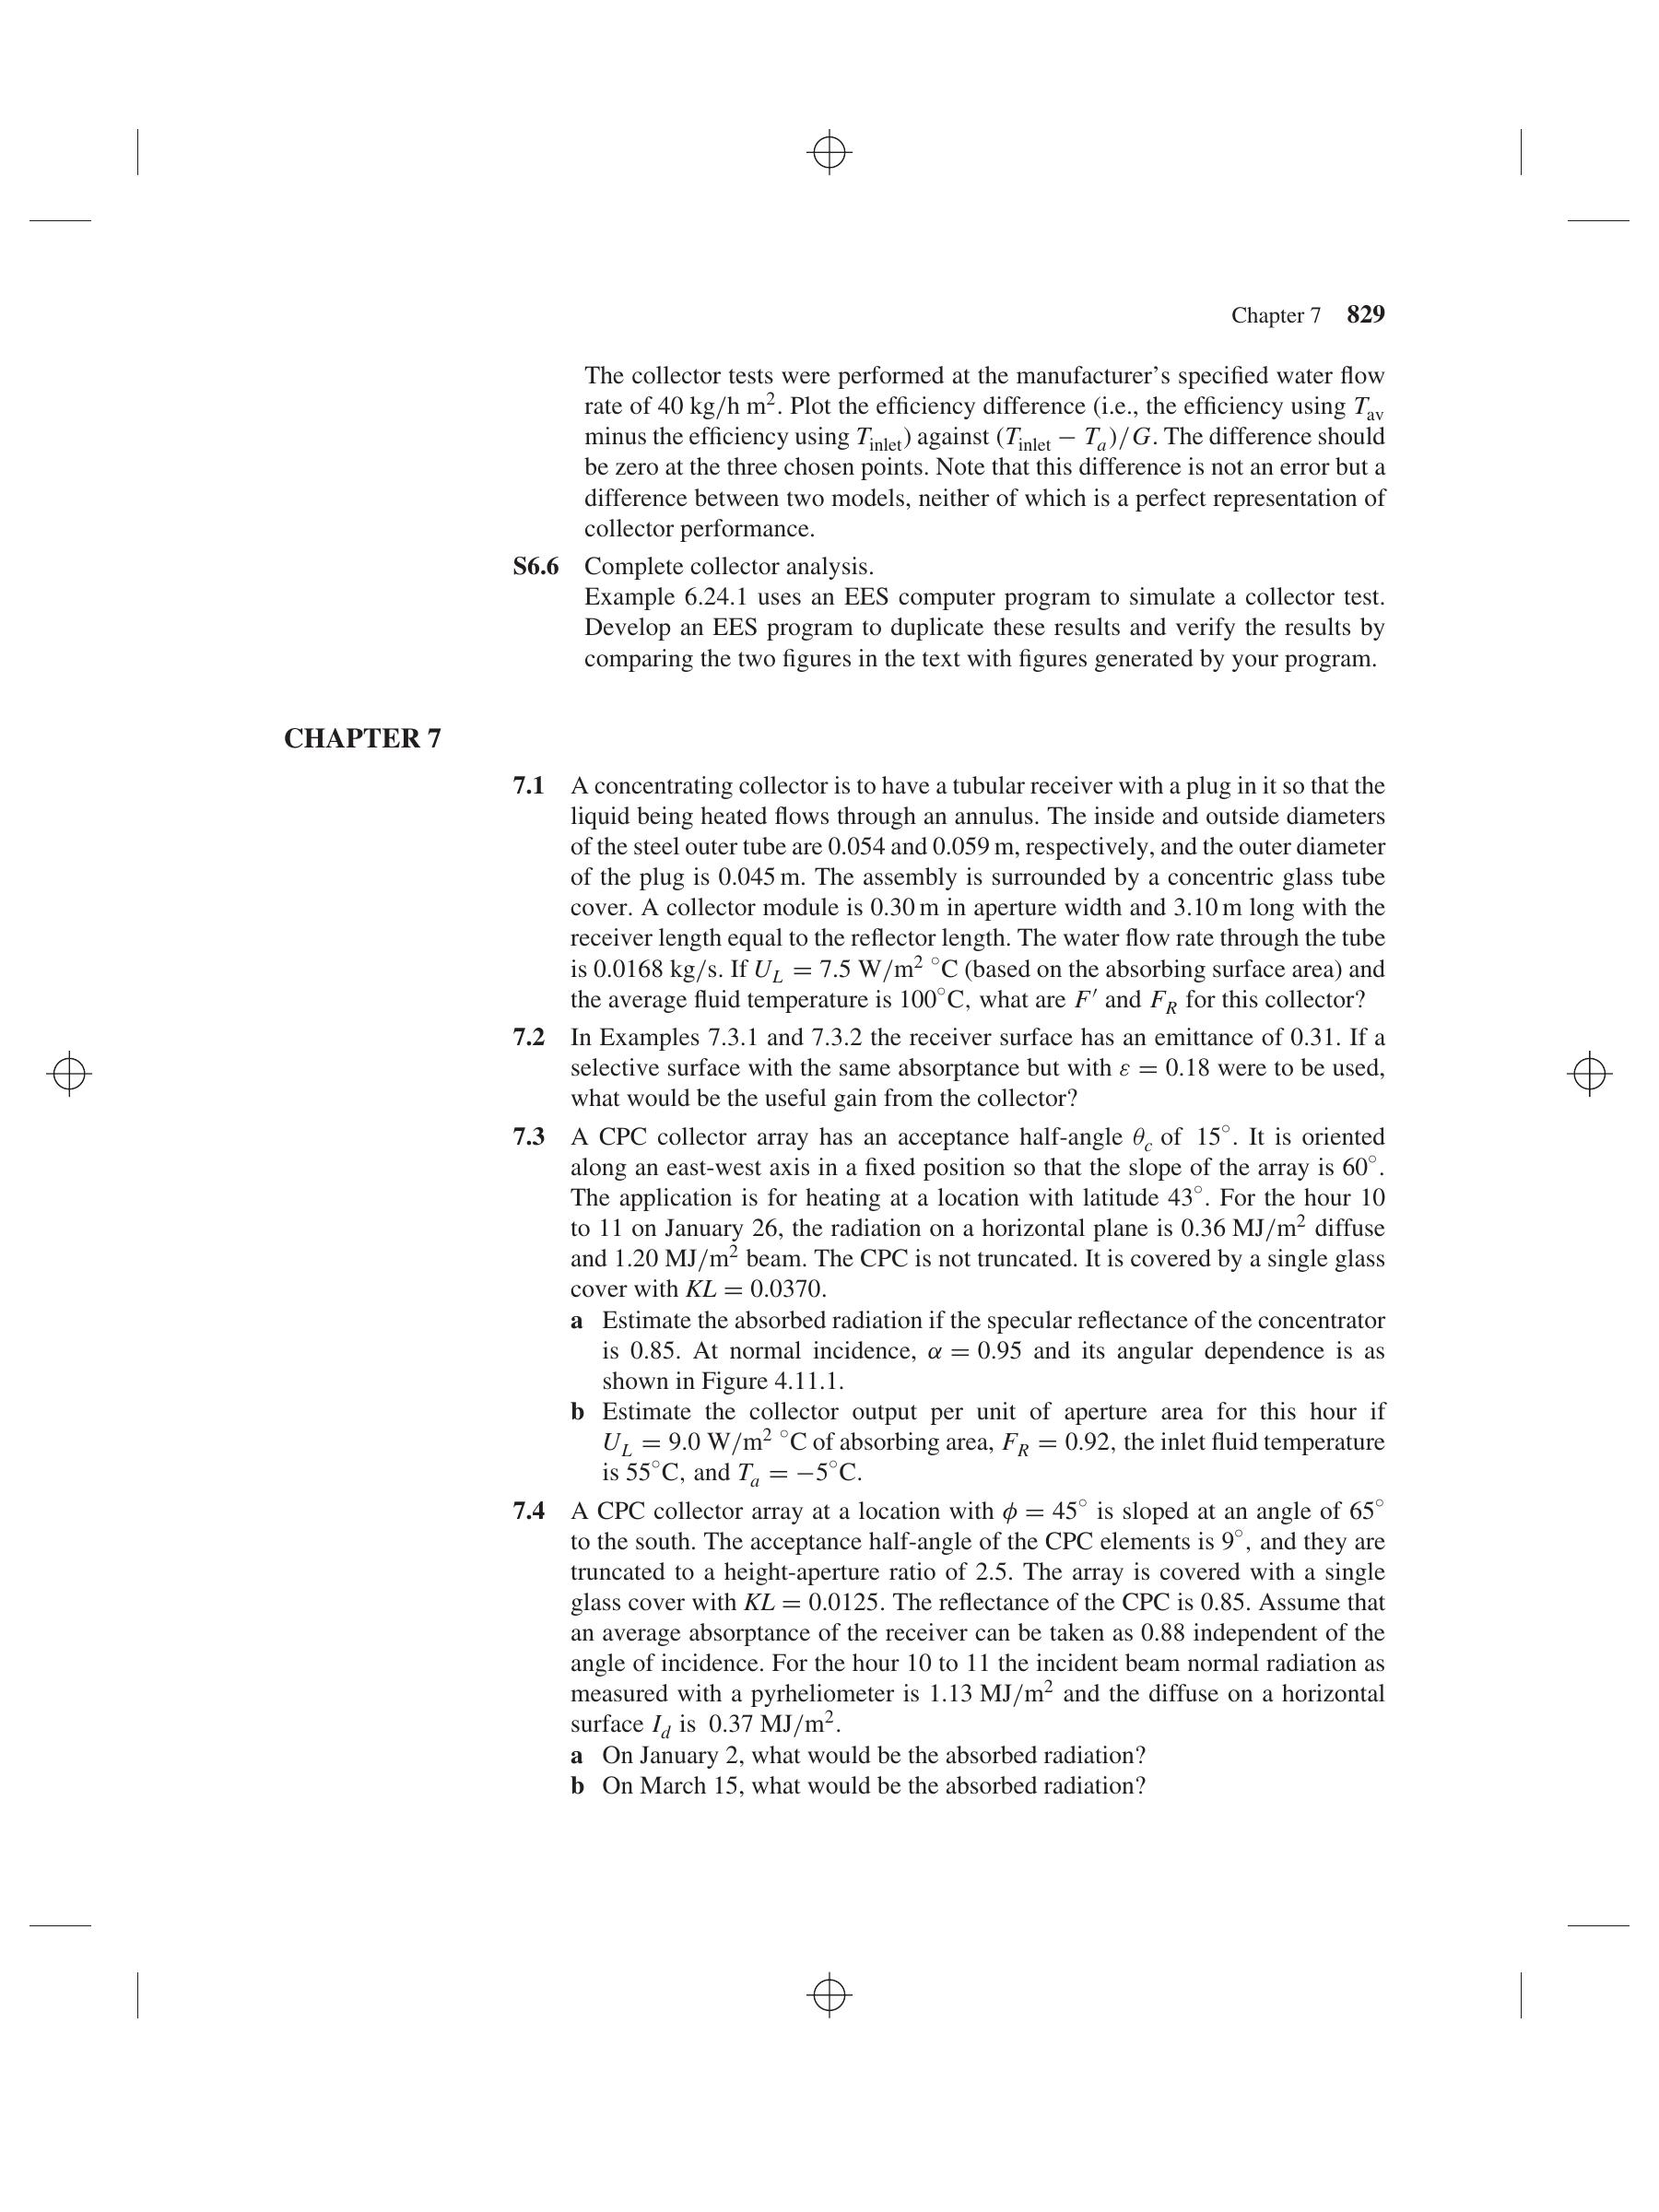 Chapter 7 829
The collector tests were performed at the manufacturer’s specified water flow
rate of 40 kg/h m². Plot the efficiency difference (i.e., the efficiency using T_av
minus the efficiency using T_inlet) against (T_inlet − T_a)/G. The difference should
be zero at the three chosen points. Note that this difference is not an error but a
difference between two models, neither of which is a perfect representation of
collector performance.
S6.6 Complete collector analysis.
Example 6.24.1 uses an EES computer program to simulate a collector test.
Develop an EES program to duplicate these results and verify the results by
comparing the two figures in the text with figures generated by your program.
CHAPTER 7
7.1 A concentrating collector is to have a tubular receiver with a plug in it so that the
liquid being heated flows through an annulus. The inside and outside diameters
of the steel outer tube are 0.054 and 0.059 m, respectively, and the outer diameter
of the plug is 0.045 m. The assembly is surrounded by a concentric glass tube
cover. A collector module is 0.30 m in aperture width and 3.10 m long with the
receiver length equal to the reflector length. The water flow rate through the tube
is 0.0168 kg/s. If U_L = 7.5 W/m² °C (based on the absorbing surface area) and
the average fluid temperature is 100°C, what are F′ and F_R for this collector?
7.2 In Examples 7.3.1 and 7.3.2 the receiver surface has an emittance of 0.31. If a
selective surface with the same absorptance but with ε = 0.18 were to be used,
what would be the useful gain from the collector?
7.3 A CPC collector array has an acceptance half-angle θ_c of 15°. It is oriented
along an east-west axis in a fixed position so that the slope of the array is 60°.
The application is for heating at a location with latitude 43°. For the hour 10
to 11 on January 26, the radiation on a horizontal plane is 0.36 MJ/m² diffuse
and 1.20 MJ/m² beam. The CPC is not truncated. It is covered by a single glass
cover with KL = 0.0370.
a Estimate the absorbed radiation if the specular reflectance of the concentrator
is 0.85. At normal incidence, α = 0.95 and its angular dependence is as
shown in Figure 4.11.1.
b Estimate the collector output per unit of aperture area for this hour if
U_L = 9.0 W/m² °C of absorbing area, F_R = 0.92, the inlet fluid temperature
is 55°C, and T_a = −5°C.
7.4 A CPC collector array at a location with ϕ = 45° is sloped at an angle of 65°
to the south. The acceptance half-angle of the CPC elements is 9°, and they are
truncated to a height-aperture ratio of 2.5. The array is covered with a single
glass cover with KL = 0.0125. The reflectance of the CPC is 0.85. Assume that
an average absorptance of the receiver can be taken as 0.88 independent of the
angle of incidence. For the hour 10 to 11 the incident beam normal radiation as
measured with a pyrheliometer is 1.13 MJ/m² and the diffuse on a horizontal
surface I_d is 0.37 MJ/m².
a On January 2, what would be the absorbed radiation?
b On March 15, what would be the absorbed radiation?